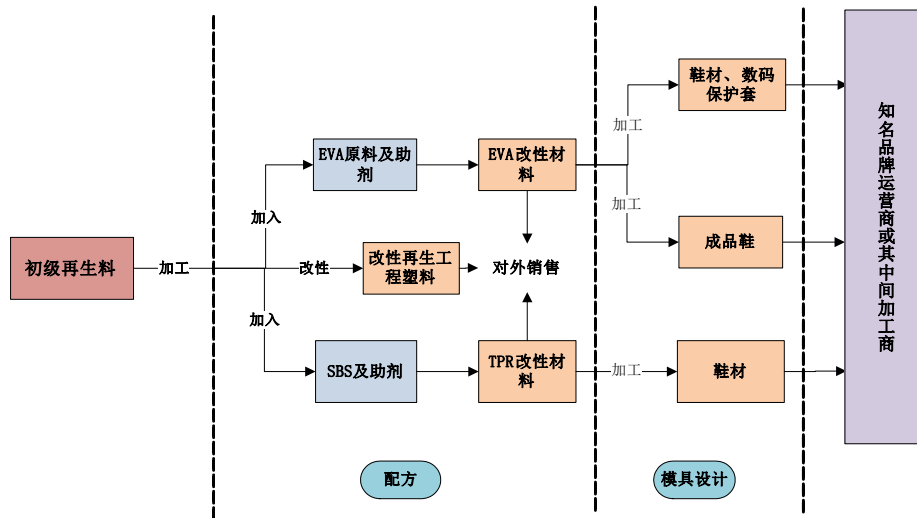 初级再生料
加工
加入
改性
加入
EVA原料及助
剂
改性再生工
程塑料
SBS及助剂
EVA改性材
料
对外销售
TPR改性材
料
配方
加工
加工
加工
鞋材、数码
保护套
成品鞋
鞋材
模具设计
知名品牌运营商或其中间加工商